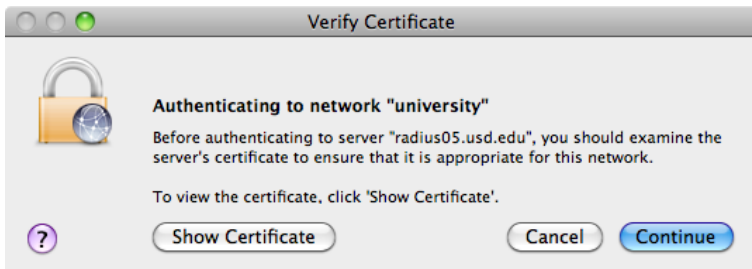 Verify Certificate
Authenticating to network "university"
Before authenticating to server "radius05.usd.edu", you should examine the
server's certificate to ensure that it is appropriate for this network.
To view the certificate, click 'Show Certificate'.
? Show Certificate Cancel Continue